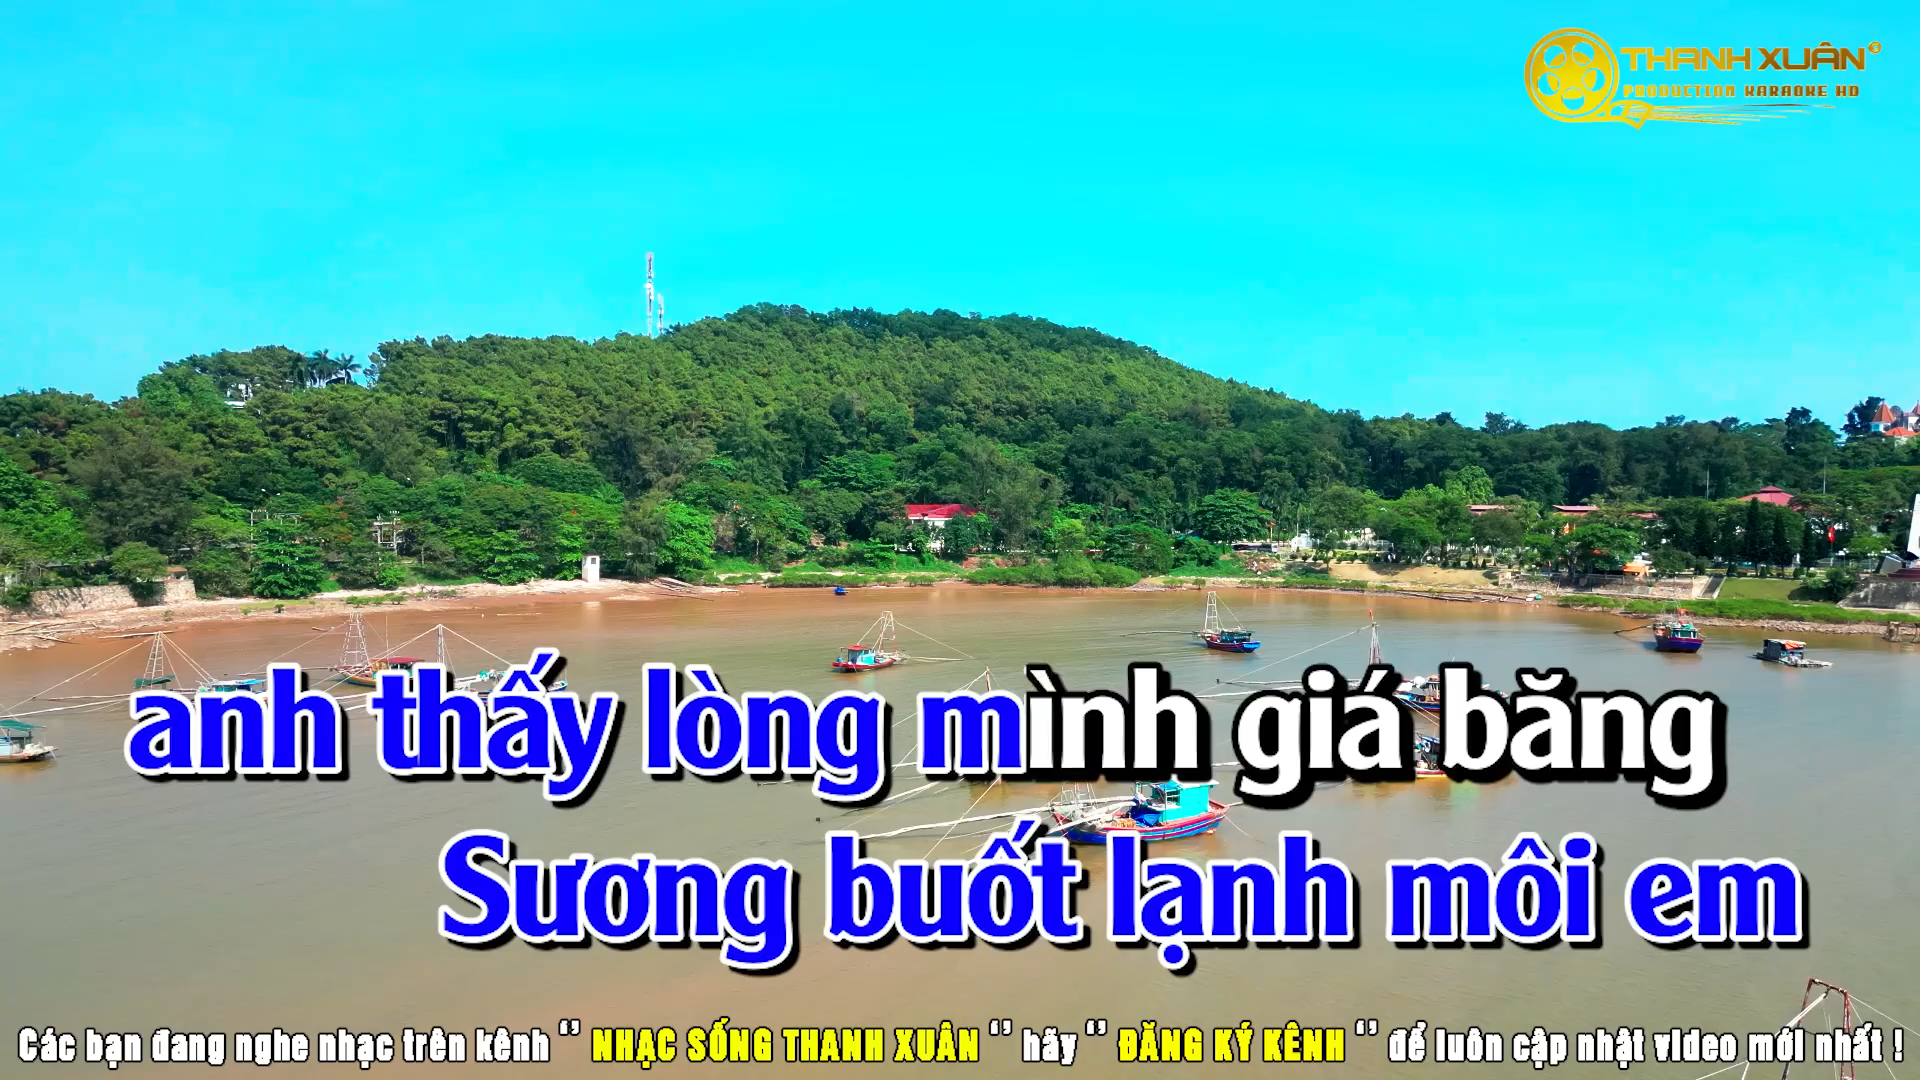 THANH XUÂN
PRODUCTION KARAOKE HD
anh thấy lòng mình giá băng
Sương buốt lạnh môi em
Các bạn đang nghe nhạc trên kênh “ NHẠC SỐNG THANH XUÂN “ hãy “ ĐĂNG KÝ KÊNH “ để luôn cập nhật video mới nhất !